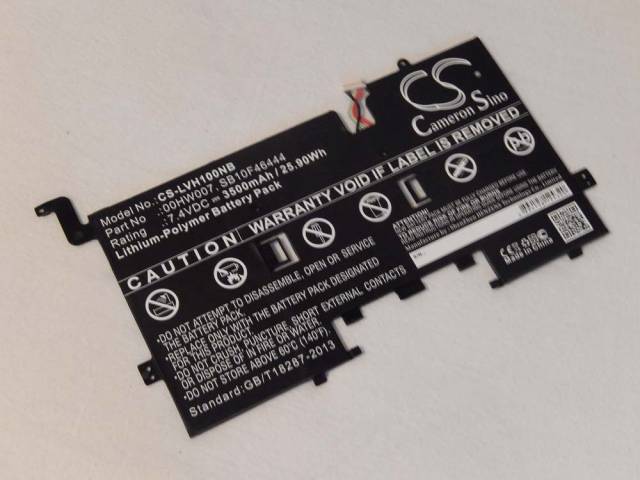 CS
Cameron Sino
Model No.: CS-LVH100NB
Part No :00HW007, SB10F46444
Rating :7.4VDC ⎓ 3500mAh / 25.90Wh
Lithium-Polymer Battery Pack
CAUTION WARRANTY VOID IF LABEL IS REMOVED
DO NOT ATTEMPT TO DISASSEMBLE, OPEN OR SERVICE
THE BATTERY PACK.
REPLACE ONLY WITH THE BATTERY PACK DESIGNATED
FOR THIS PRODUCT.
DO NOT CRUSH, PUNCTURE, SHORT EXTERNAL CONTACTS
OR DISPOSE OF IN FIRE OR WATER.
DO NOT STORE ABOVE 60°C (140°F).
Standard: GB/T18287-2013
Pb
Made in China